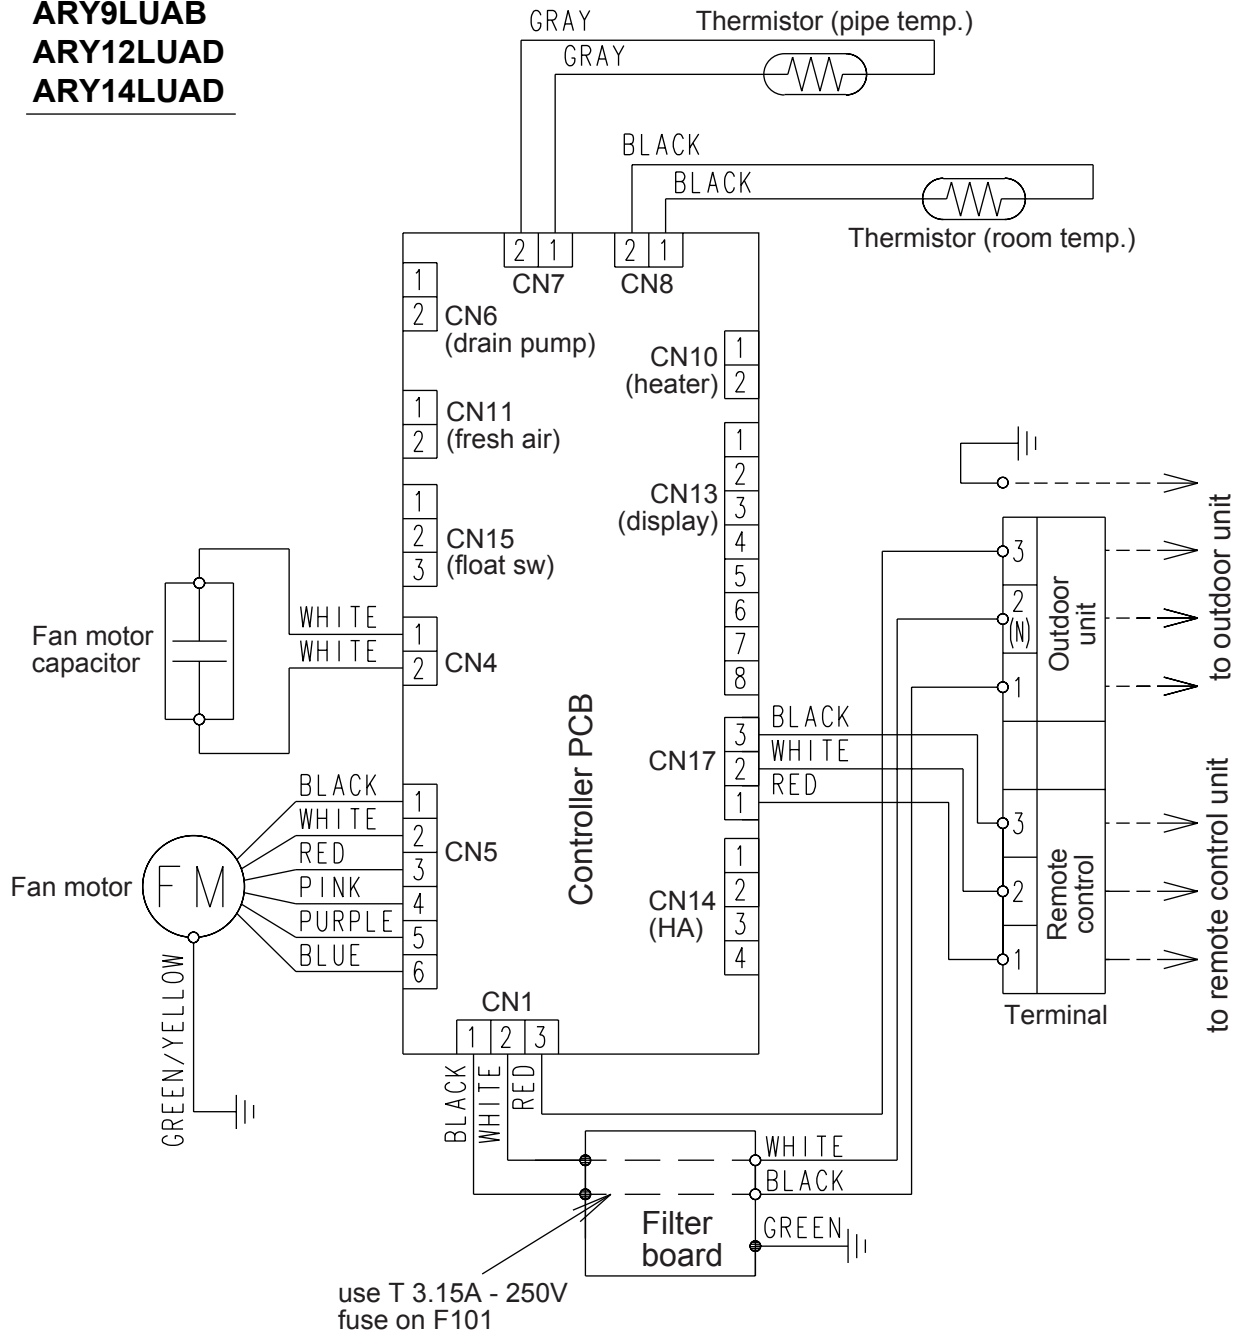 ARY9LUAB
ARY12LUAD
ARY14LUAD
GRAY
Thermistor (pipe temp.)
GRAY
BLACK
BLACK
Thermistor (room temp.)
2 1
CN7
2 1
CN8
1
2
CN6
(drain pump)
CN10
(heater)
1
2
1
2
CN11
(fresh air)
CN13
(display)
1
2
3
4
5
6
7
8
1
2
3
CN15
(float sw)
Fan motor
capacitor
WHITE
WHITE
1
2
CN4
Controller PCB
CN17
3
2
1
BLACK
WHITE
RED
Fan motor
FM
BLACK
WHITE
RED
PINK
PURPLE
BLUE
1
2
3
4
5
6
CN5
CN14
(HA)
1
2
3
4
GREEN/YELLOW
CN1
1 2 3
BLACK
WHITE
RED
3
2
(N)
1
Outdoor
unit
to outdoor unit
3
2
1
Remote
control
to remote control unit
Terminal
WHITE
BLACK
GREEN
Filter
board
use T 3.15A - 250V
fuse on F101